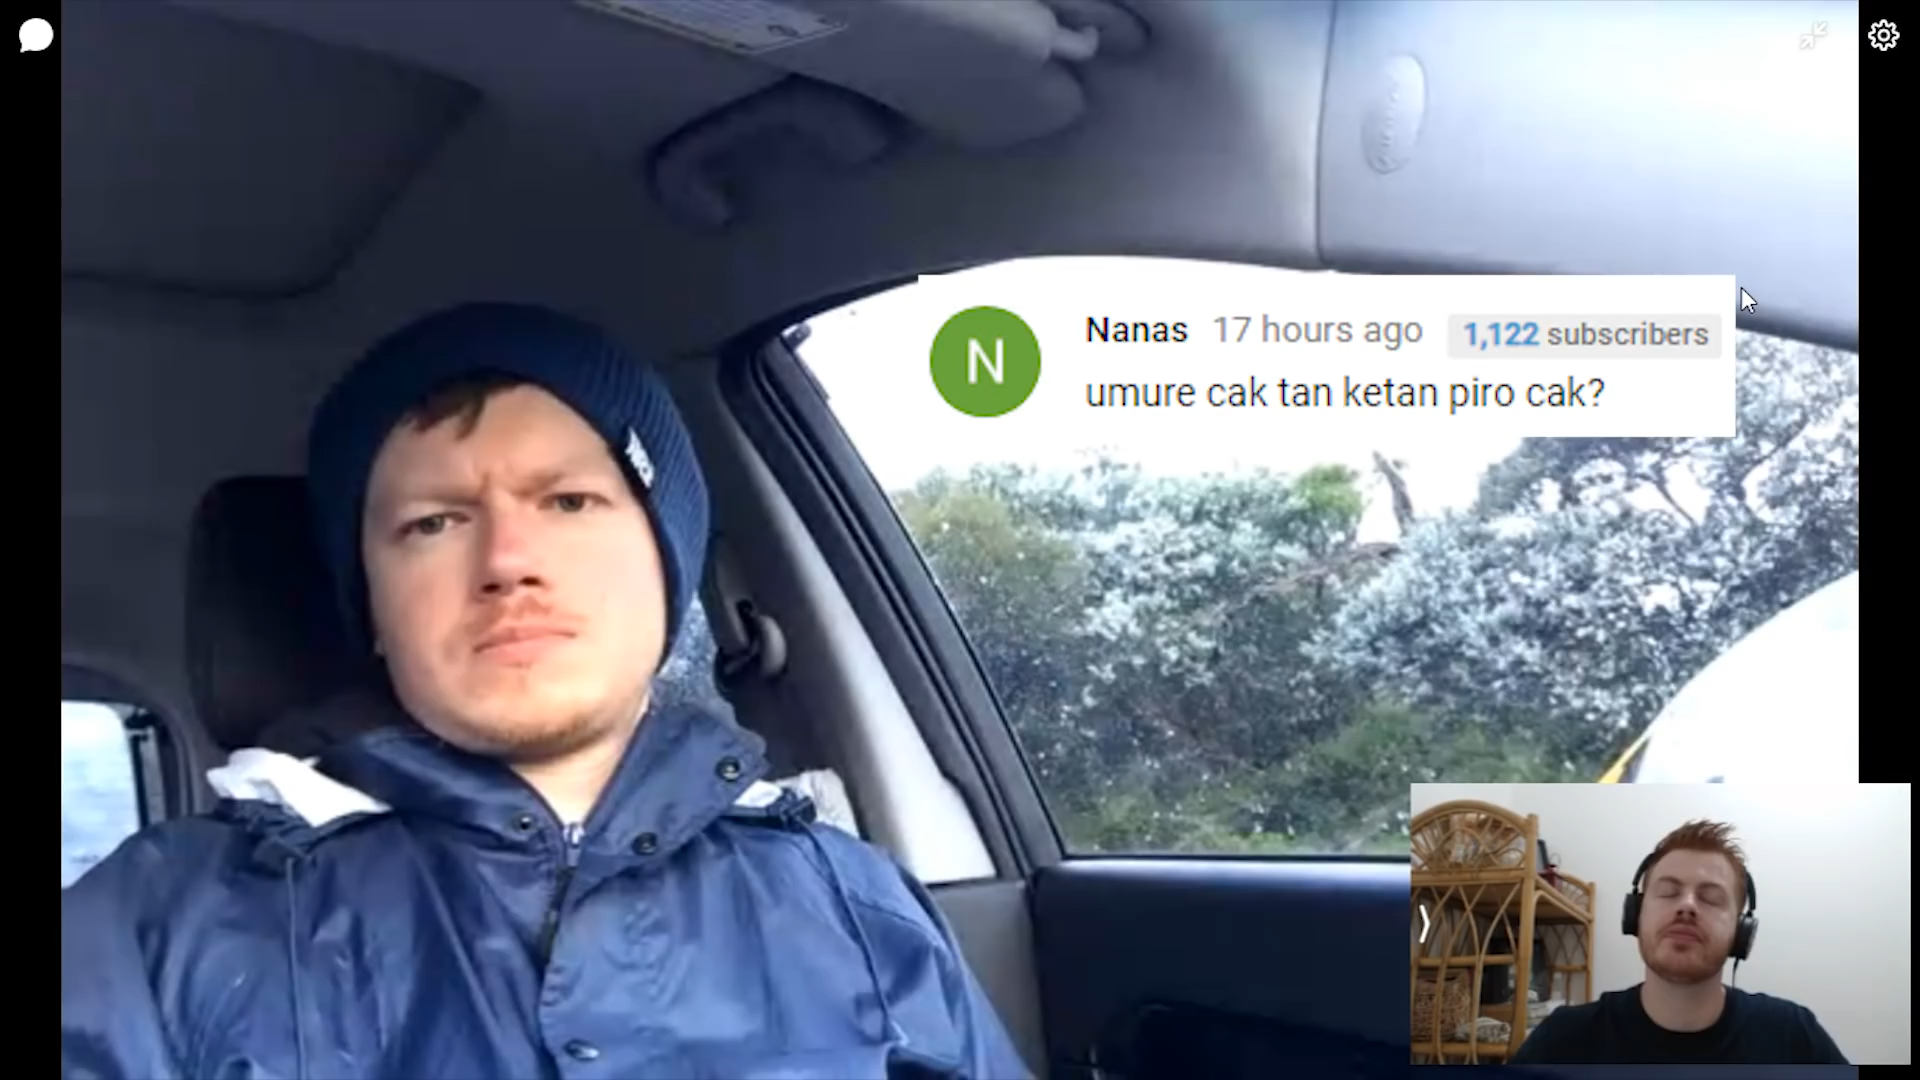 Nanas 17 hours ago 1,122 subscribers
umure cak tan ketan piro cak?
N